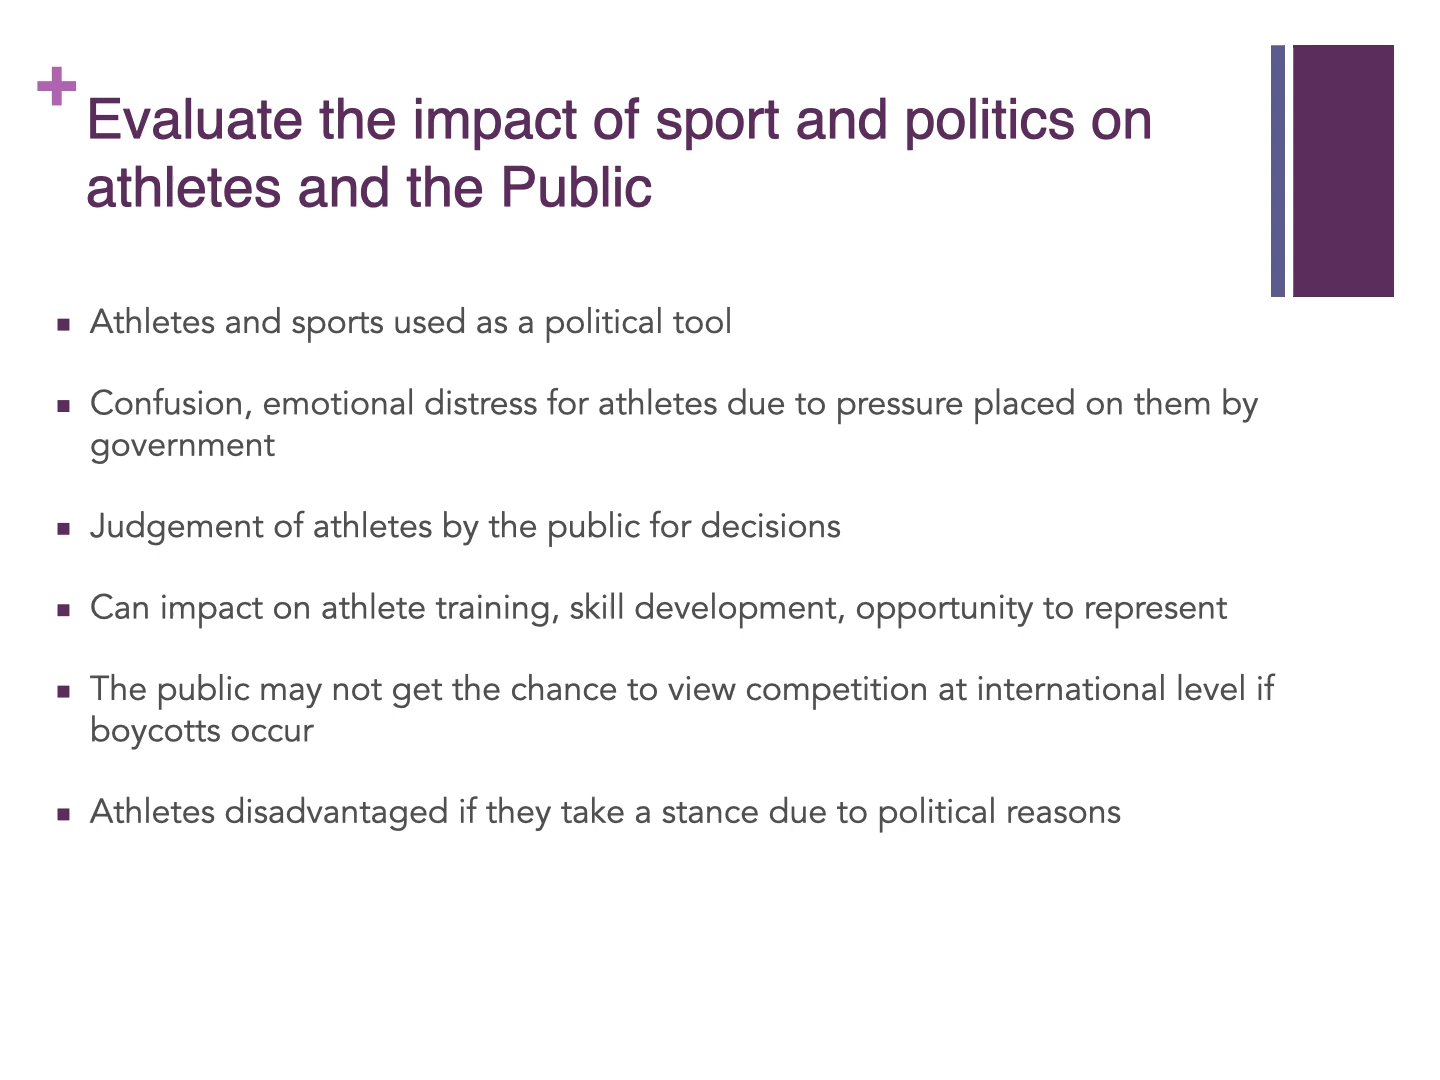 +
Evaluate the impact of sport and politics on
athletes and the Public
▪ Athletes and sports used as a political tool
▪ Confusion, emotional distress for athletes due to pressure placed on them by
government
▪ Judgement of athletes by the public for decisions
▪ Can impact on athlete training, skill development, opportunity to represent
▪ The public may not get the chance to view competition at international level if
boycotts occur
▪ Athletes disadvantaged if they take a stance due to political reasons